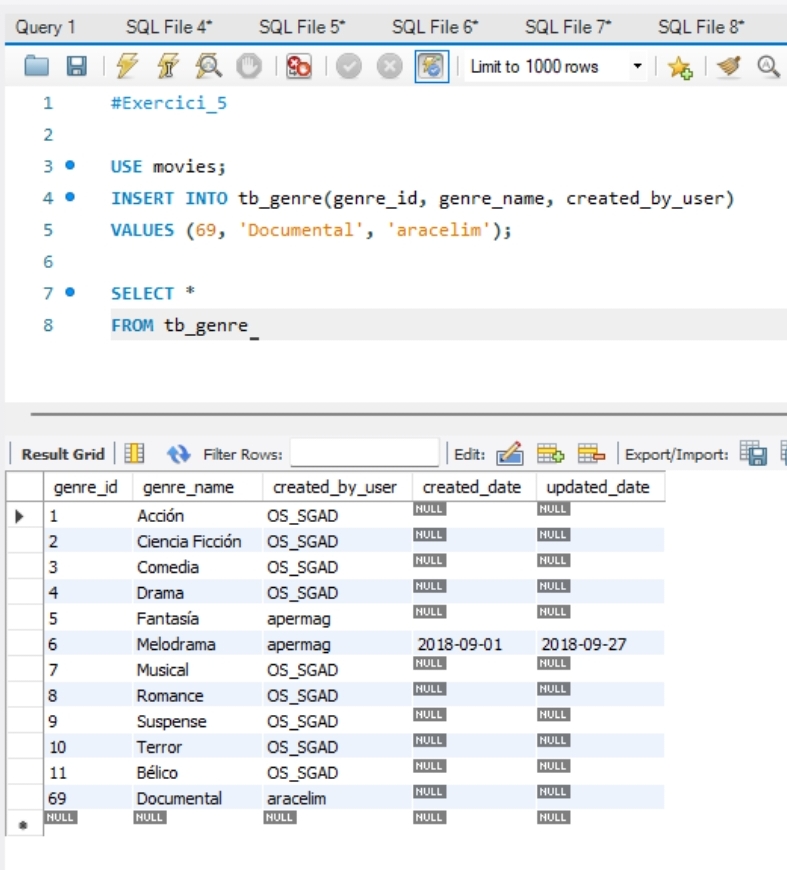 Query 1 SQL File 4* SQL File 5* SQL File 6* SQL File 7* SQL File 8*
Limit to 1000 rows
1 #Exercici_5
2
3 USE movies;
4 INSERT INTO tb_genre(genre_id, genre_name, created_by_user)
5 VALUES (69, 'Documental', 'aracelim');
6
7 SELECT *
8 FROM tb_genre
Result Grid Filter Rows: Edit: Export/Import:
genre_id genre_name created_by_user created_date updated_date
1 Acción OS_SGAD NULL NULL
2 Ciencia Ficción OS_SGAD NULL NULL
3 Comedia OS_SGAD NULL NULL
4 Drama OS_SGAD NULL NULL
5 Fantasía apermag NULL NULL
6 Melodrama apermag 2018-09-01 2018-09-27
7 Musical OS_SGAD NULL NULL
8 Romance OS_SGAD NULL NULL
9 Suspense OS_SGAD NULL NULL
10 Terror OS_SGAD NULL NULL
11 Bélico OS_SGAD NULL NULL
69 Documental aracelim NULL NULL
NULL NULL NULL NULL NULL